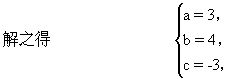 解之得
a = 3，
b = 4，
c = -3，